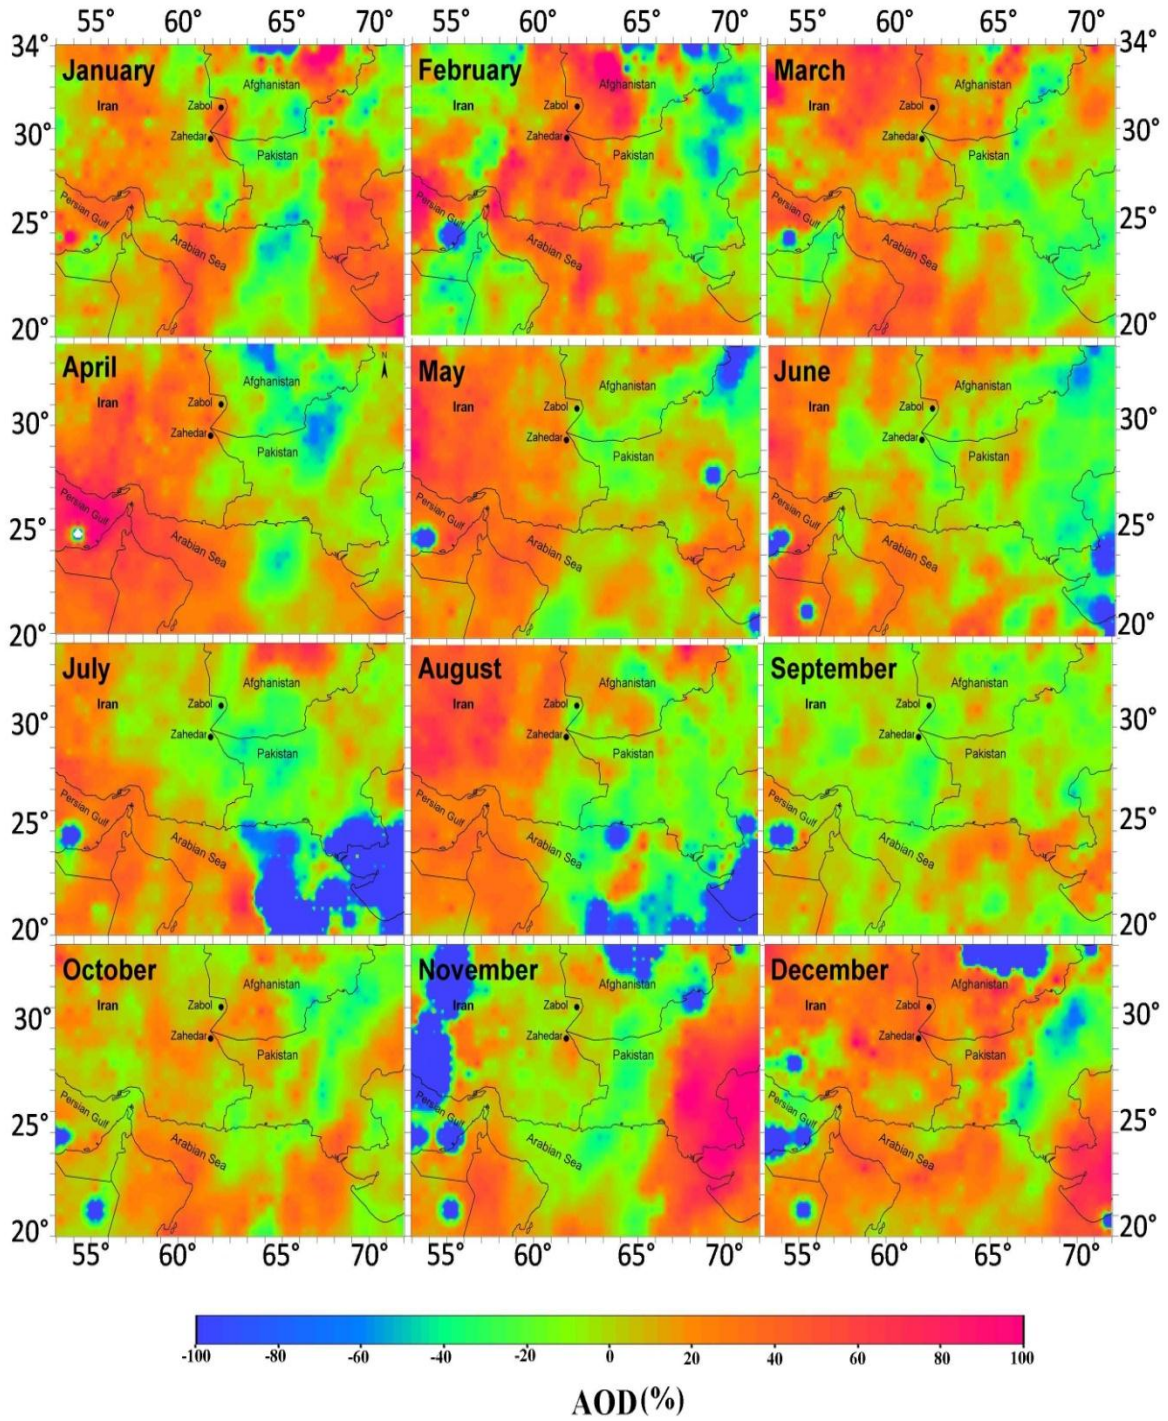 55° 60° 65° 70° 55° 60° 65° 70° 55° 60° 65° 70°
34° January February March 34°
Iran Afghanistan Iran Afghanistan Iran Afghanistan
Zabol Zabol Zabol
30° Zahedar Zahedar Zahedar 30°
Pakistan Pakistan Pakistan
Persian Gulf Persian Gulf Persian Gulf
25° Arabian Sea Arabian Sea Arabian Sea 25°
20° 20°
April N May June
Afghanistan Afghanistan Afghanistan
Iran Zabol Iran Zabol Iran Zabol
30° Zahedar Zahedar Zahedar 30°
Pakistan Pakistan Pakistan
Persian Gulf Persian Gulf Persian Gulf
25° Arabian Sea Arabian Sea Arabian Sea 25°
20° 20°
July August September
Afghanistan Afghanistan Afghanistan
Iran Zabol Iran Zabol Iran Zabol
30° Zahedar Zahedar Zahedar 30°
Pakistan Pakistan Pakistan
Persian Gulf Persian Gulf Persian Gulf
25° Arabian Sea Arabian Sea Arabian Sea 25°
20° 20°
October November December
Afghanistan Afghanistan Afghanistan
Iran Zabol Iran Zabol Iran Zabol
30° Zahedar Zahedar Zahedar 30°
Pakistan Pakistan Pakistan
Persian Gulf Persian Gulf Persian Gulf
25° Arabian Sea Arabian Sea Arabian Sea 25°
20° 20°
55° 60° 65° 70° 55° 60° 65° 70° 55° 60° 65° 70°
-100 -80 -60 -40 -20 0 20 40 60 80 100
AOD(%)